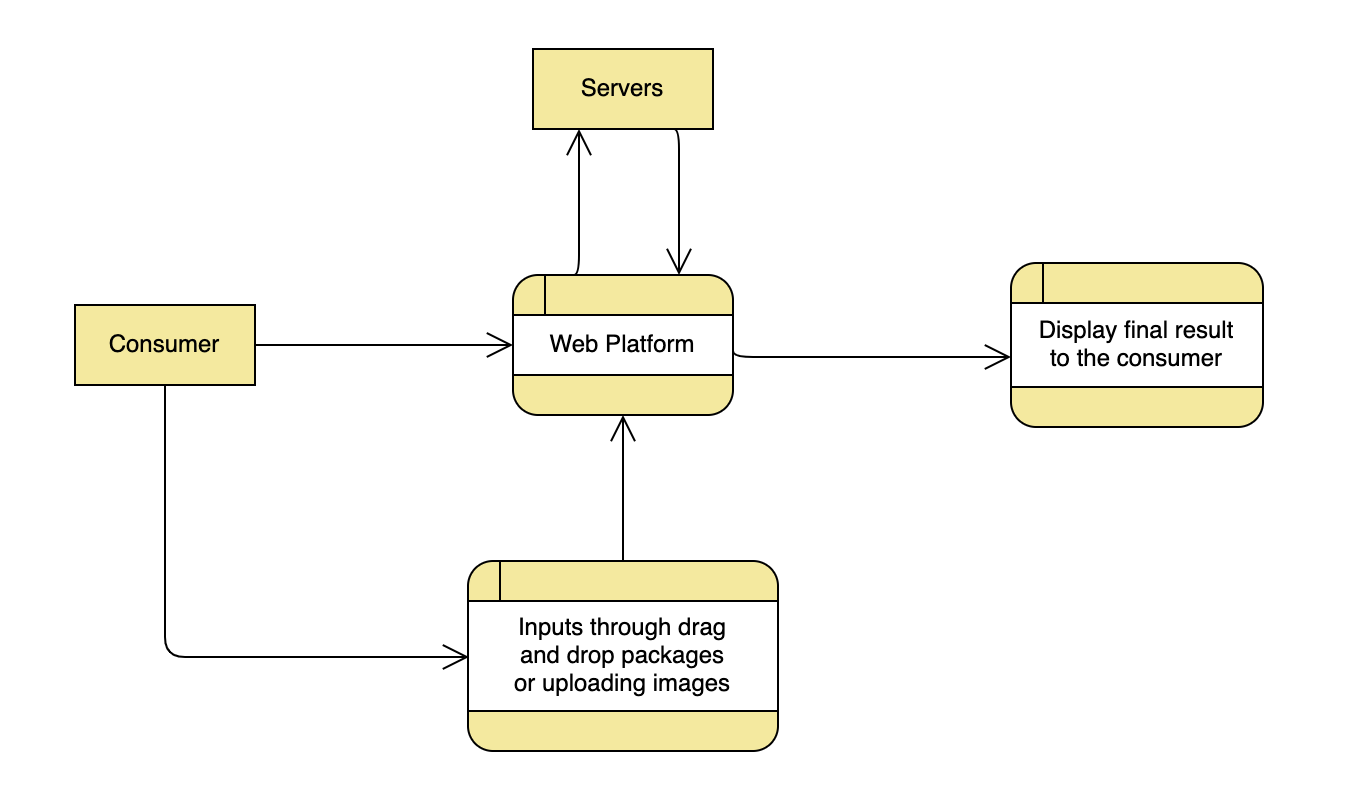 Servers
Consumer
Web Platform
Display final result
to the consumer
Inputs through drag
and drop packages
or uploading images